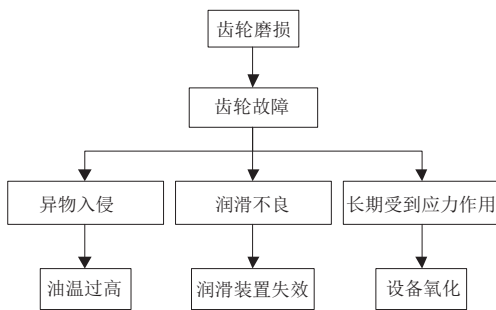 齿轮磨损
齿轮故障
异物入侵
润滑不良
长期受到应力作用
油温过高
润滑装置失效
设备氧化